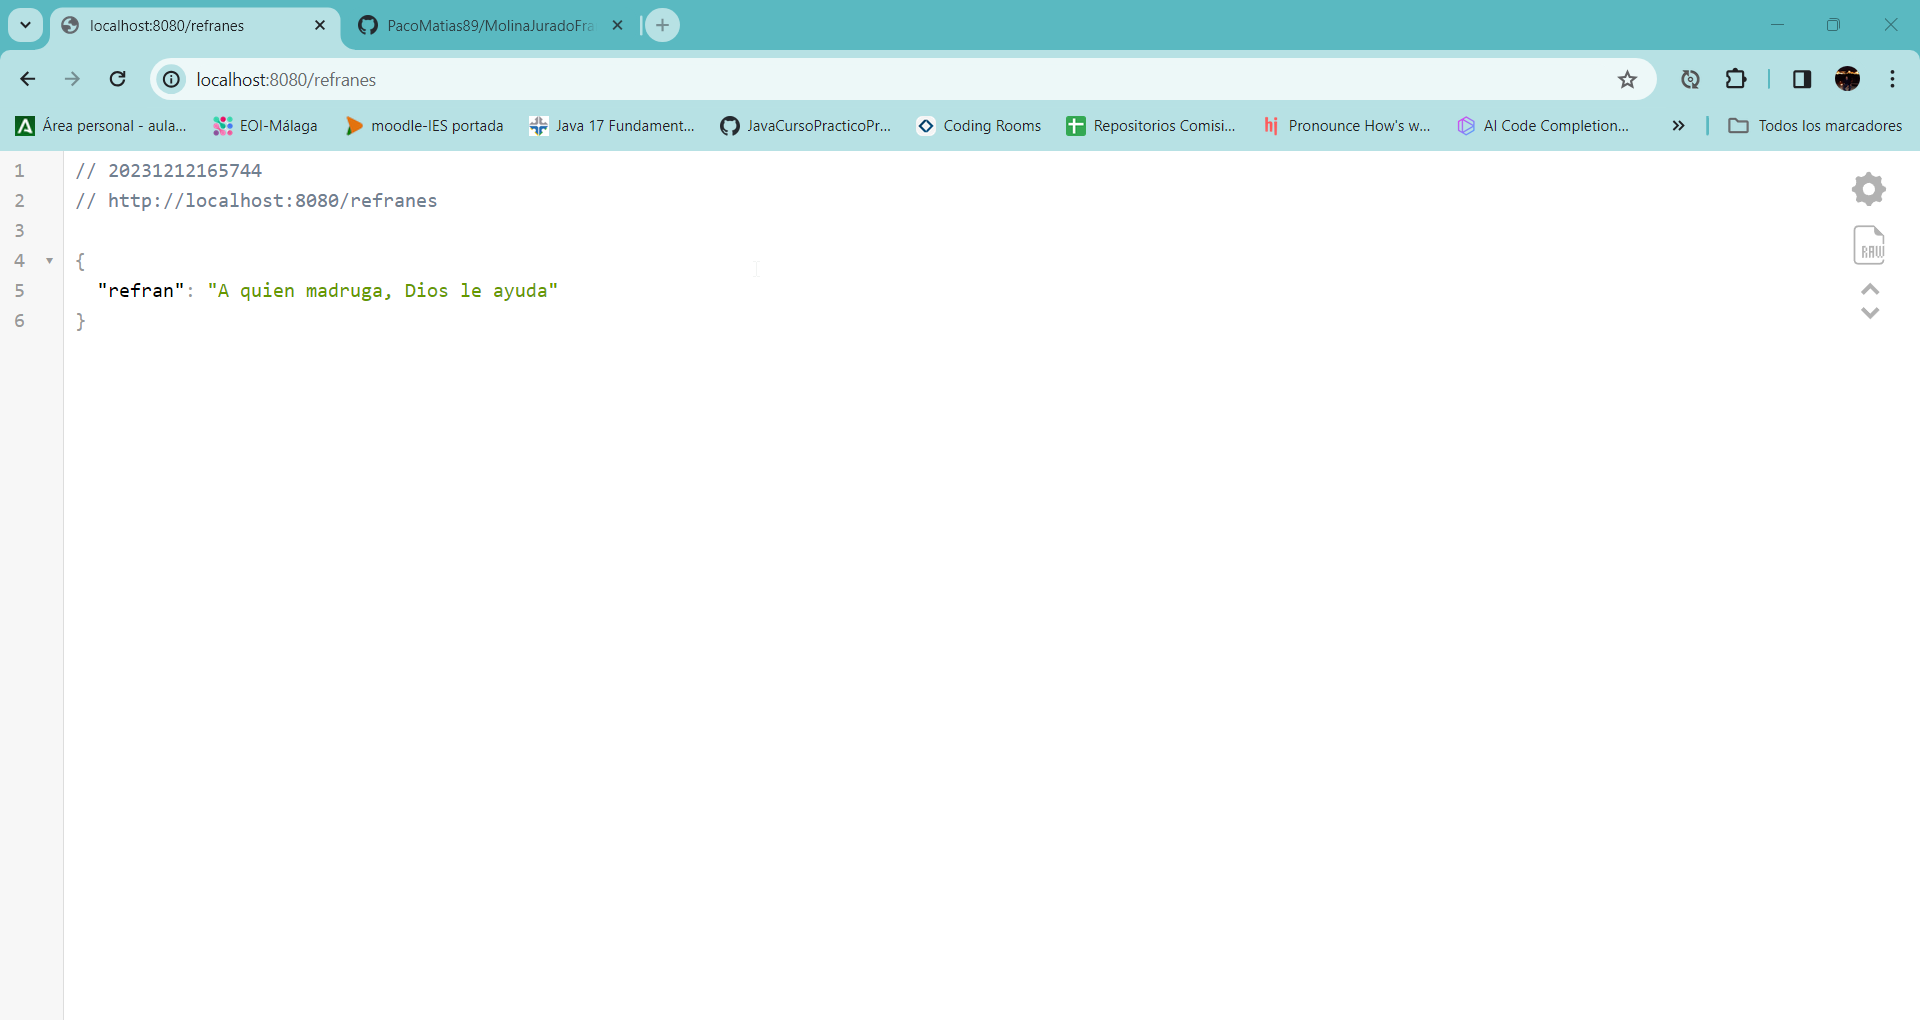 localhost:8080/refranes
PacoMatias89/MolinaJuradoFra
localhost:8080/refranes
Área personal - aula...
EOI-Málaga
moodle-IES portada
Java 17 Fundament...
JavaCursoPracticoPr...
Coding Rooms
Repositorios Comisi...
hj Pronounce How's w...
AI Code Completion...
Todos los marcadores
1 // 20231212165744
2 // http://localhost:8080/refranes
3
4 {
5 "refran": "A quien madruga, Dios le ayuda"
6 }
RAW